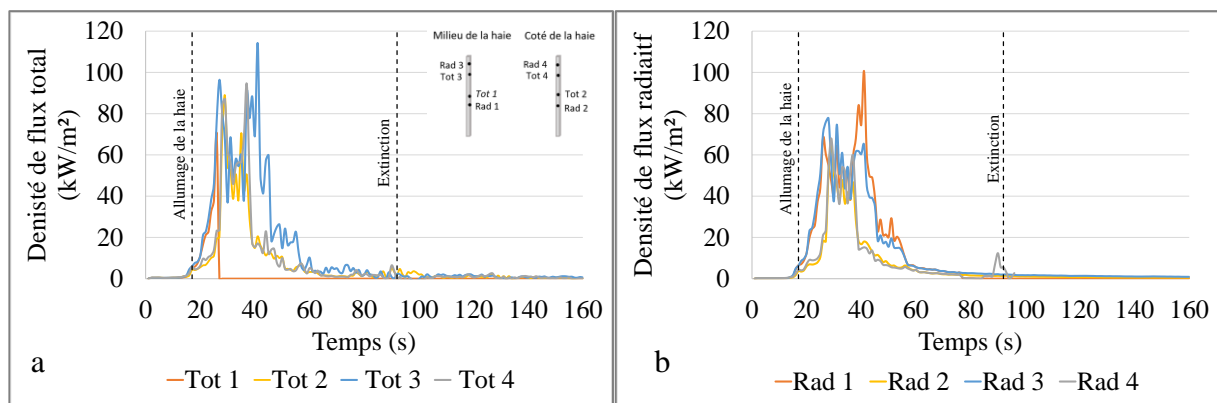 Denisté de flux total
(kW/m²)
120
100
80
60
40
20
0
Allumage de la haie
Extinction
Milieu de la haie
Rad 3
Tot 3
Tot 1
Rad 1
Coté de la haie
Rad 4
Tot 4
Tot 2
Rad 2
0 20 40 60 80 100 120 140 160
Temps (s)
a
Tot 1 Tot 2 Tot 3 Tot 4
Densité de flux radiaitf
(kW/m²)
120
100
80
60
40
20
0
Allumage de la haie
Extinction
0 20 40 60 80 100 120 140 160
Temps (s)
b
Rad 1 Rad 2 Rad 3 Rad 4